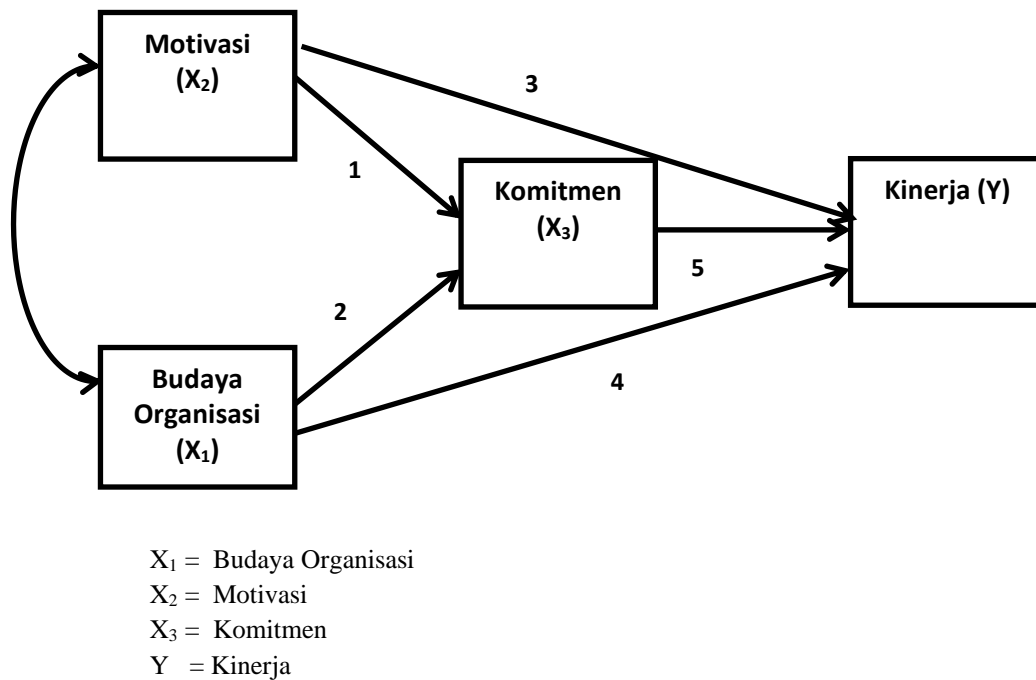 Motivasi
(X₂)
3
1
Komitmen
(X₃)
Kinerja (Y)
5
2
Budaya
Organisasi
(X₁)
4
X₁ = Budaya Organisasi
X₂ = Motivasi
X₃ = Komitmen
Y = Kinerja